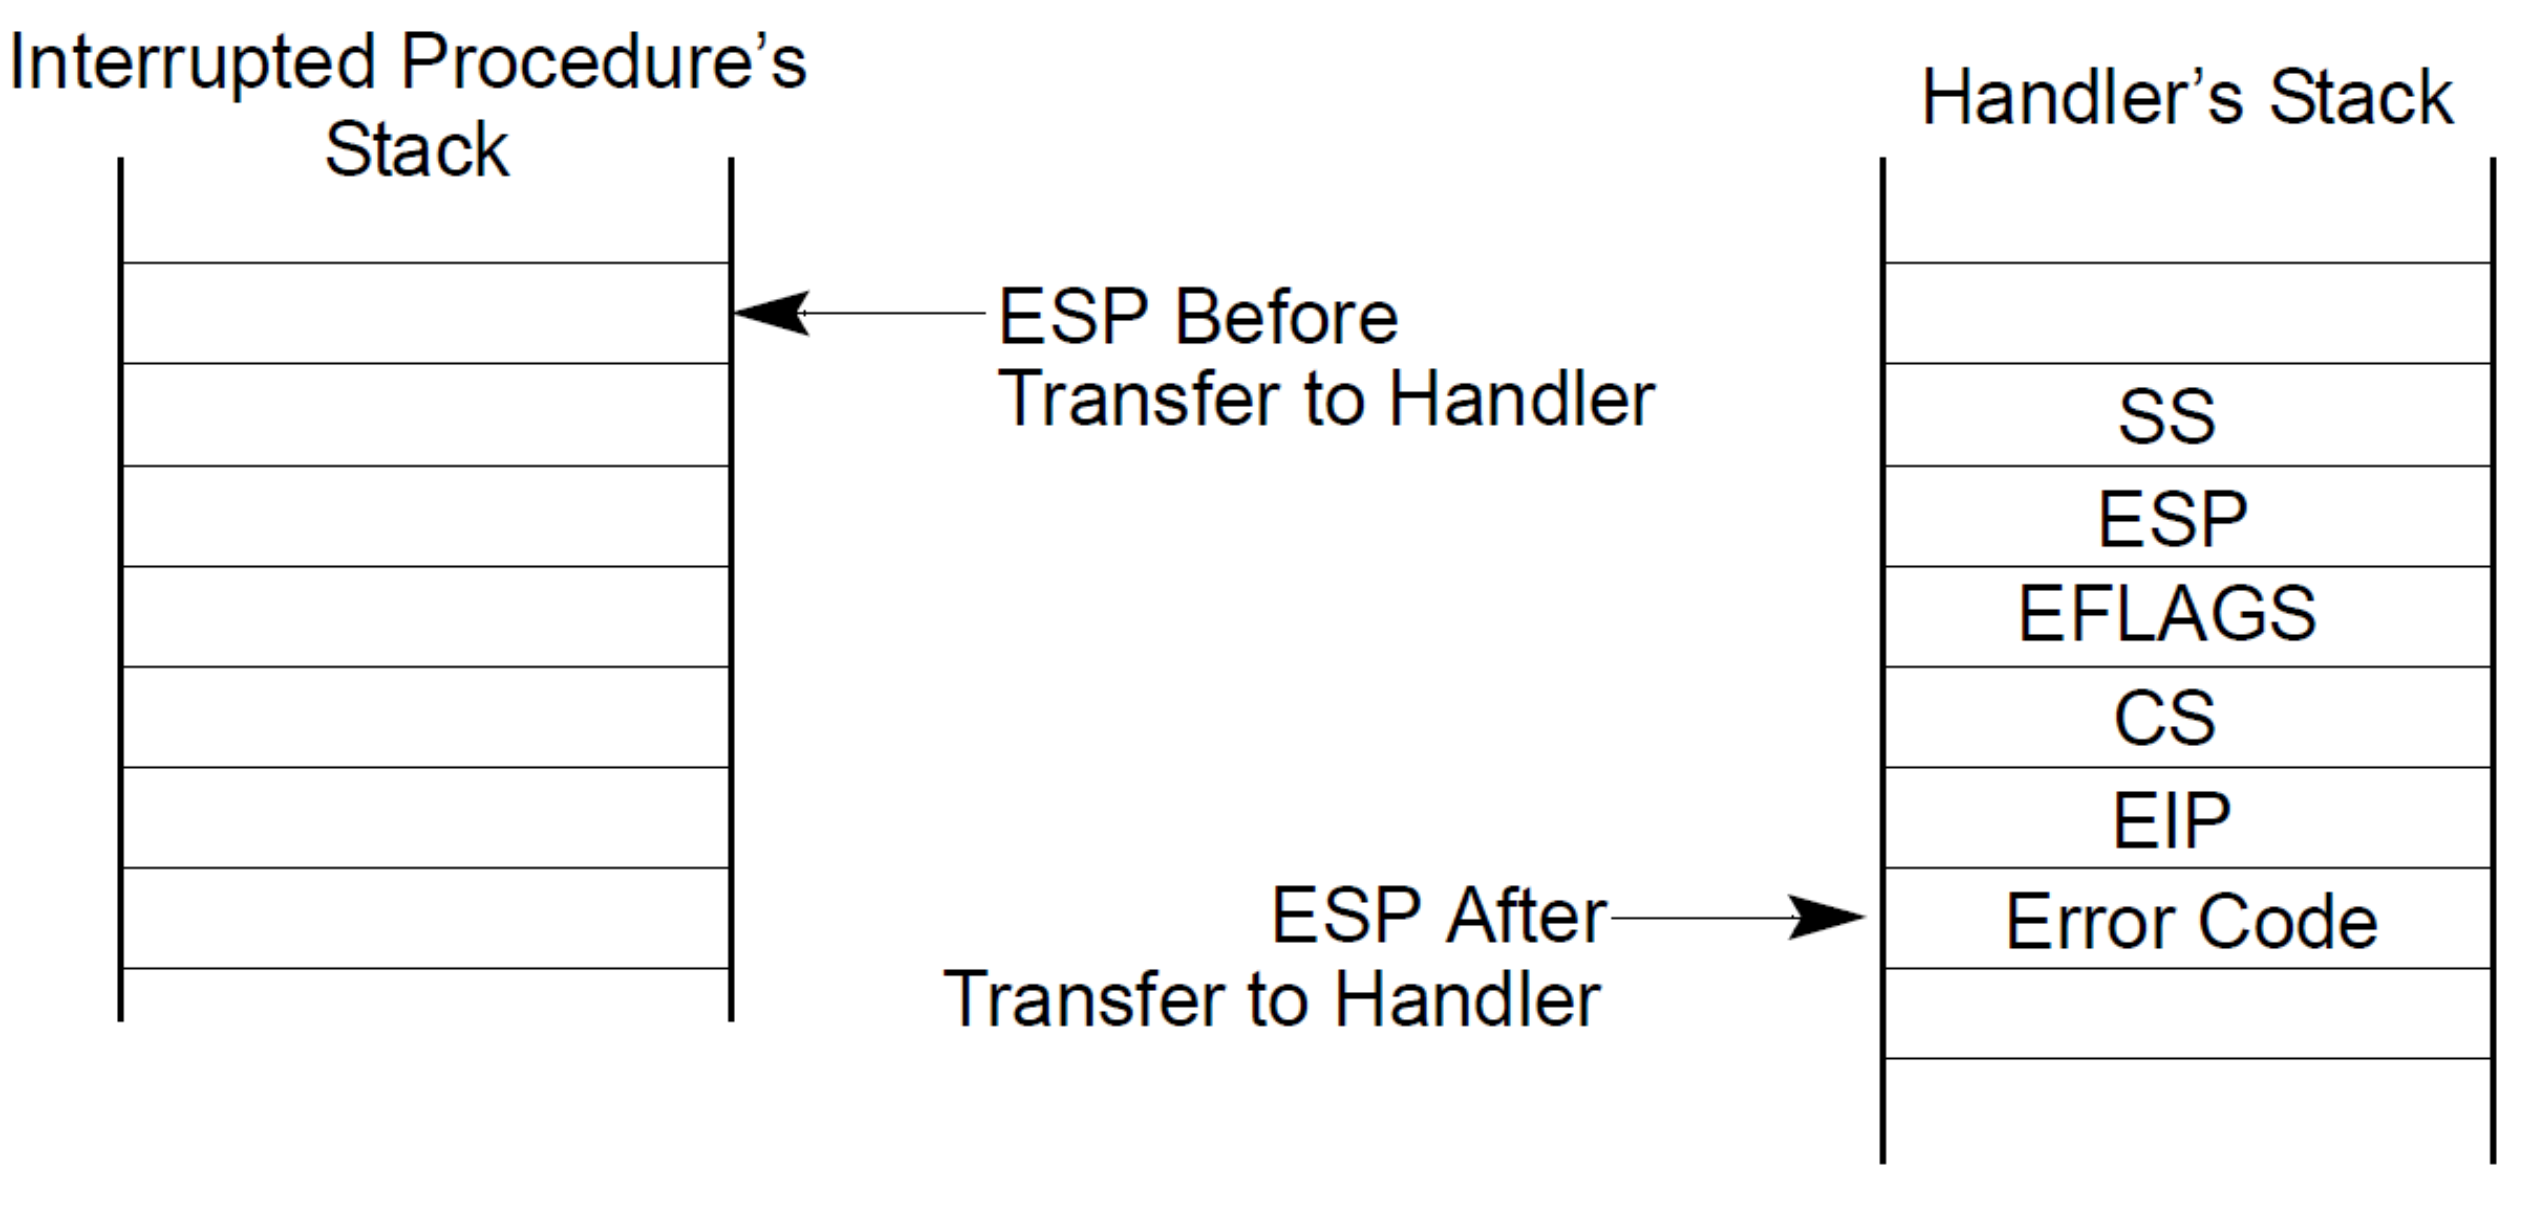 Interrupted Procedure’s
Stack
Handler’s Stack
ESP Before
Transfer to Handler
SS
ESP
EFLAGS
CS
EIP
ESP After
Transfer to Handler
Error Code